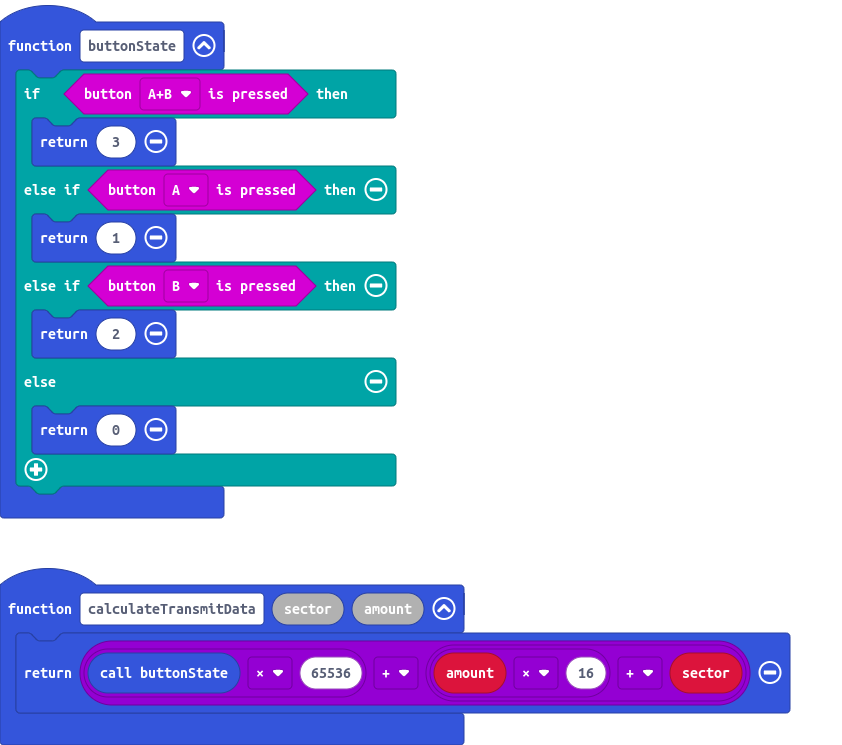 function buttonState
if button A+B is pressed then
return 3
else if button A is pressed then
return 1
else if button B is pressed then
return 2
else
return 0
function calculateTransmitData sector amount
return call buttonState × 65536 + amount × 16 + sector